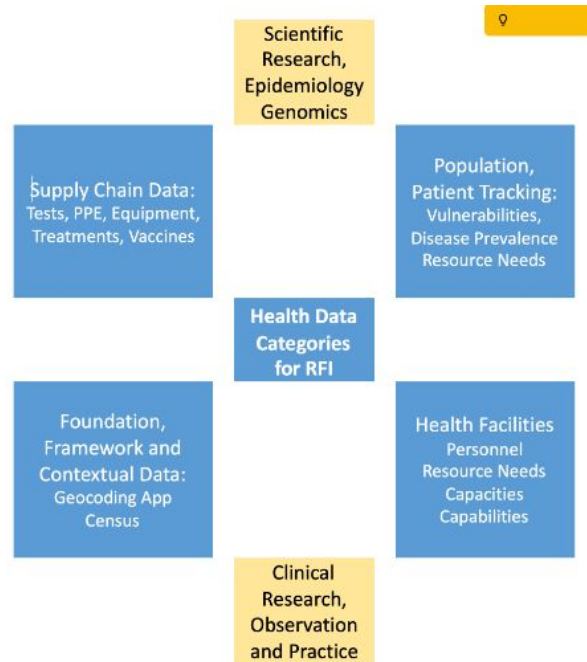 Scientific
Research,
Epidemiology
Genomics
Supply Chain Data:
Tests, PPE, Equipment,
Treatments, Vaccines
Population,
Patient Tracking:
Vulnerabilities,
Disease Prevalence
Resource Needs
Health Data
Categories
for RFI
Foundation,
Framework and
Contextual Data:
Geocoding App
Census
Health Facilities
Personnel
Resource Needs
Capacities
Capabilities
Clinical
Research,
Observation
and Practice